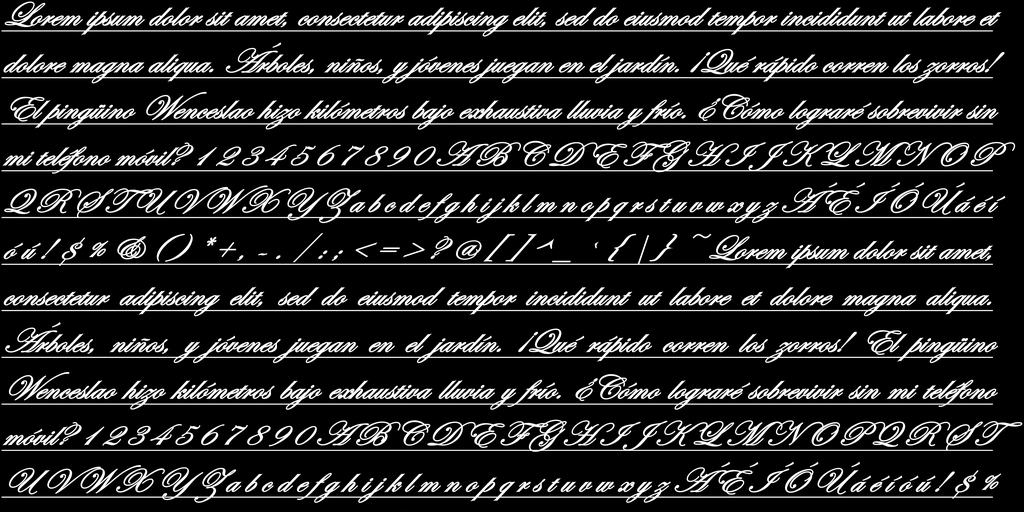 Lorem ipsum dolor sit amet, consectetur adipiscing elit, sed do eiusmod tempor incididunt ut labore et
dolore magna aliqua. Árboles, niños, y jóvenes juegan en el jardín. ¡Qué rápido corren los zorros!
El pingüino Wenceslao hizo kilómetros bajo exhaustiva lluvia y frío. ¿Cómo lograré sobrevivir sin
mi teléfono móvil? 1 2 3 4 5 6 7 8 9 0 A B C D E F G H I J K L M N O P
Q R S T U V W X Y Z a b c d e f g h i j k l m n o p q r s t u v w x y z Á É Í Ó Ú á é í
ó ú ! $ % & ( ) * + , - . / : ; < = > ? @ [ ] ^ _ ` { | } ~ Lorem ipsum dolor sit amet,
consectetur adipiscing elit, sed do eiusmod tempor incididunt ut labore et dolore magna aliqua.
Árboles, niños, y jóvenes juegan en el jardín. ¡Qué rápido corren los zorros! El pingüino
Wenceslao hizo kilómetros bajo exhaustiva lluvia y frío. ¿Cómo lograré sobrevivir sin mi teléfono
móvil? 1 2 3 4 5 6 7 8 9 0 A B C D E F G H I J K L M N O P Q R S T
U V W X Y Z a b c d e f g h i j k l m n o p q r s t u v w x y z Á É Í Ó Ú á é í ó ú ! $ %